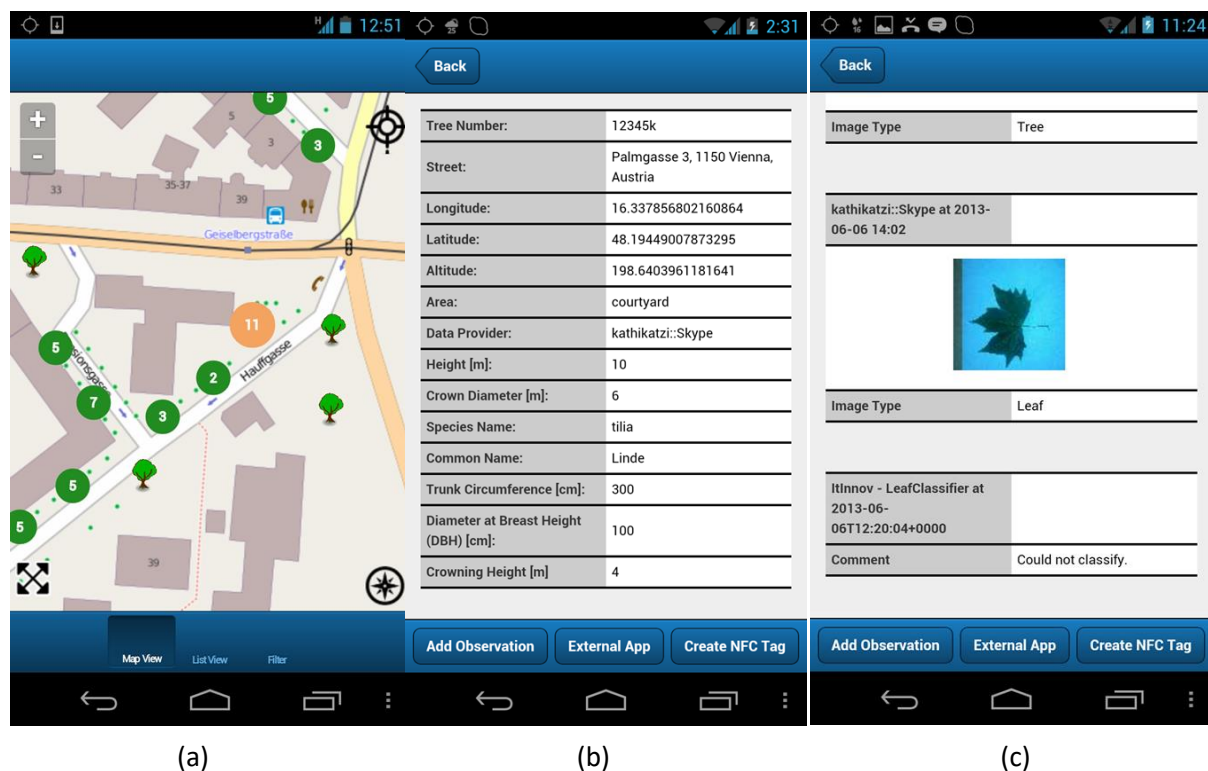 H 12:51
5
5
3
3
33
35-37
39
Geiselbergstraße
11
5
Hauffgasse
2
7
3
5
5
39
Map View List View Filter
(a)
25 2:31
Back
Tree Number: 12345k
Street: Palmgasse 3, 1150 Vienna,
Austria
Longitude: 16.337856802160864
Latitude: 48.19449007873295
Altitude: 198.6403961181641
Area: courtyard
Data Provider: kathikatzi::Skype
Height [m]: 10
Crown Diameter [m]: 6
Species Name: tilia
Common Name: Linde
Trunk Circumference [cm]: 300
Diameter at Breast Height
(DBH) [cm]: 100
Crowning Height [m] 4
Add Observation External App Create NFC Tag
(b)
16 11:24
Back
Image Type Tree
kathikatzi::Skype at 2013-
06-06 14:02
Image Type Leaf
ItInnov - LeafClassifier at
2013-06-
06T12:20:04+0000
Comment Could not classify.
Add Observation External App Create NFC Tag
(c)